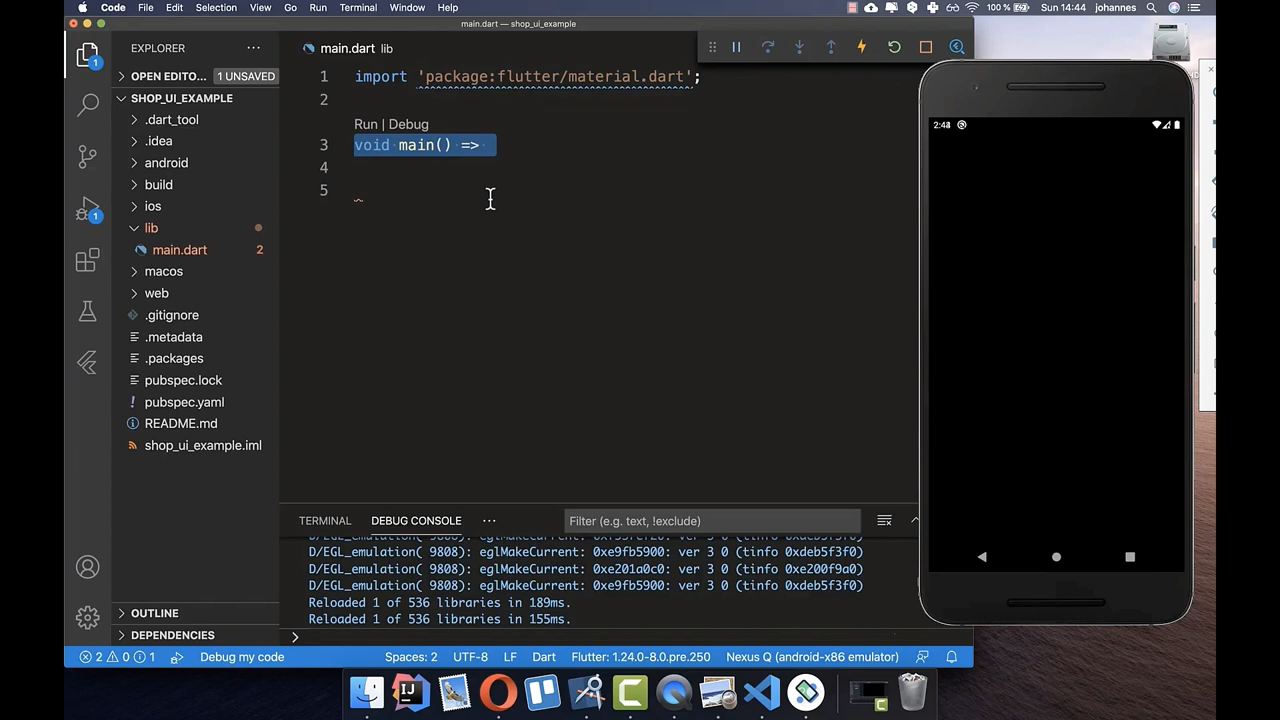 Code File Edit Selection View Go Run Terminal Window Help 100 % Sun 14:44 johannes
main.dart — shop_ui_example
EXPLORER
main.dart lib
OPEN EDITO... 1 UNSAVED
SHOP_UI_EXAMPLE
.dart_tool
.idea
android
build
ios
lib
main.dart 2
macos
web
.gitignore
.metadata
.packages
pubspec.lock
pubspec.yaml
README.md
shop_ui_example.iml
OUTLINE
DEPENDENCIES
1
1
1 import 'package:flutter/material.dart';
2
Run | Debug
3 void main() =>
4
5
TERMINAL DEBUG CONSOLE
Filter (e.g. text, !exclude)
D/EGL_emulation( 9808): eglMakeCurrent: 0xe9fb5900: ver 3 0 (tinfo 0xdeb5f3f0)
D/EGL_emulation( 9808): eglMakeCurrent: 0xe201a0c0: ver 3 0 (tinfo 0xe200f9a0)
D/EGL_emulation( 9808): eglMakeCurrent: 0xe9fb5900: ver 3 0 (tinfo 0xdeb5f3f0)
Reloaded 1 of 536 libraries in 189ms.
Reloaded 1 of 536 libraries in 155ms.
2 0 1 Debug my code Spaces: 2 UTF-8 LF Dart Flutter: 1.24.0-8.0.pre.250 Nexus Q (android-x86 emulator)
2:48
IJ